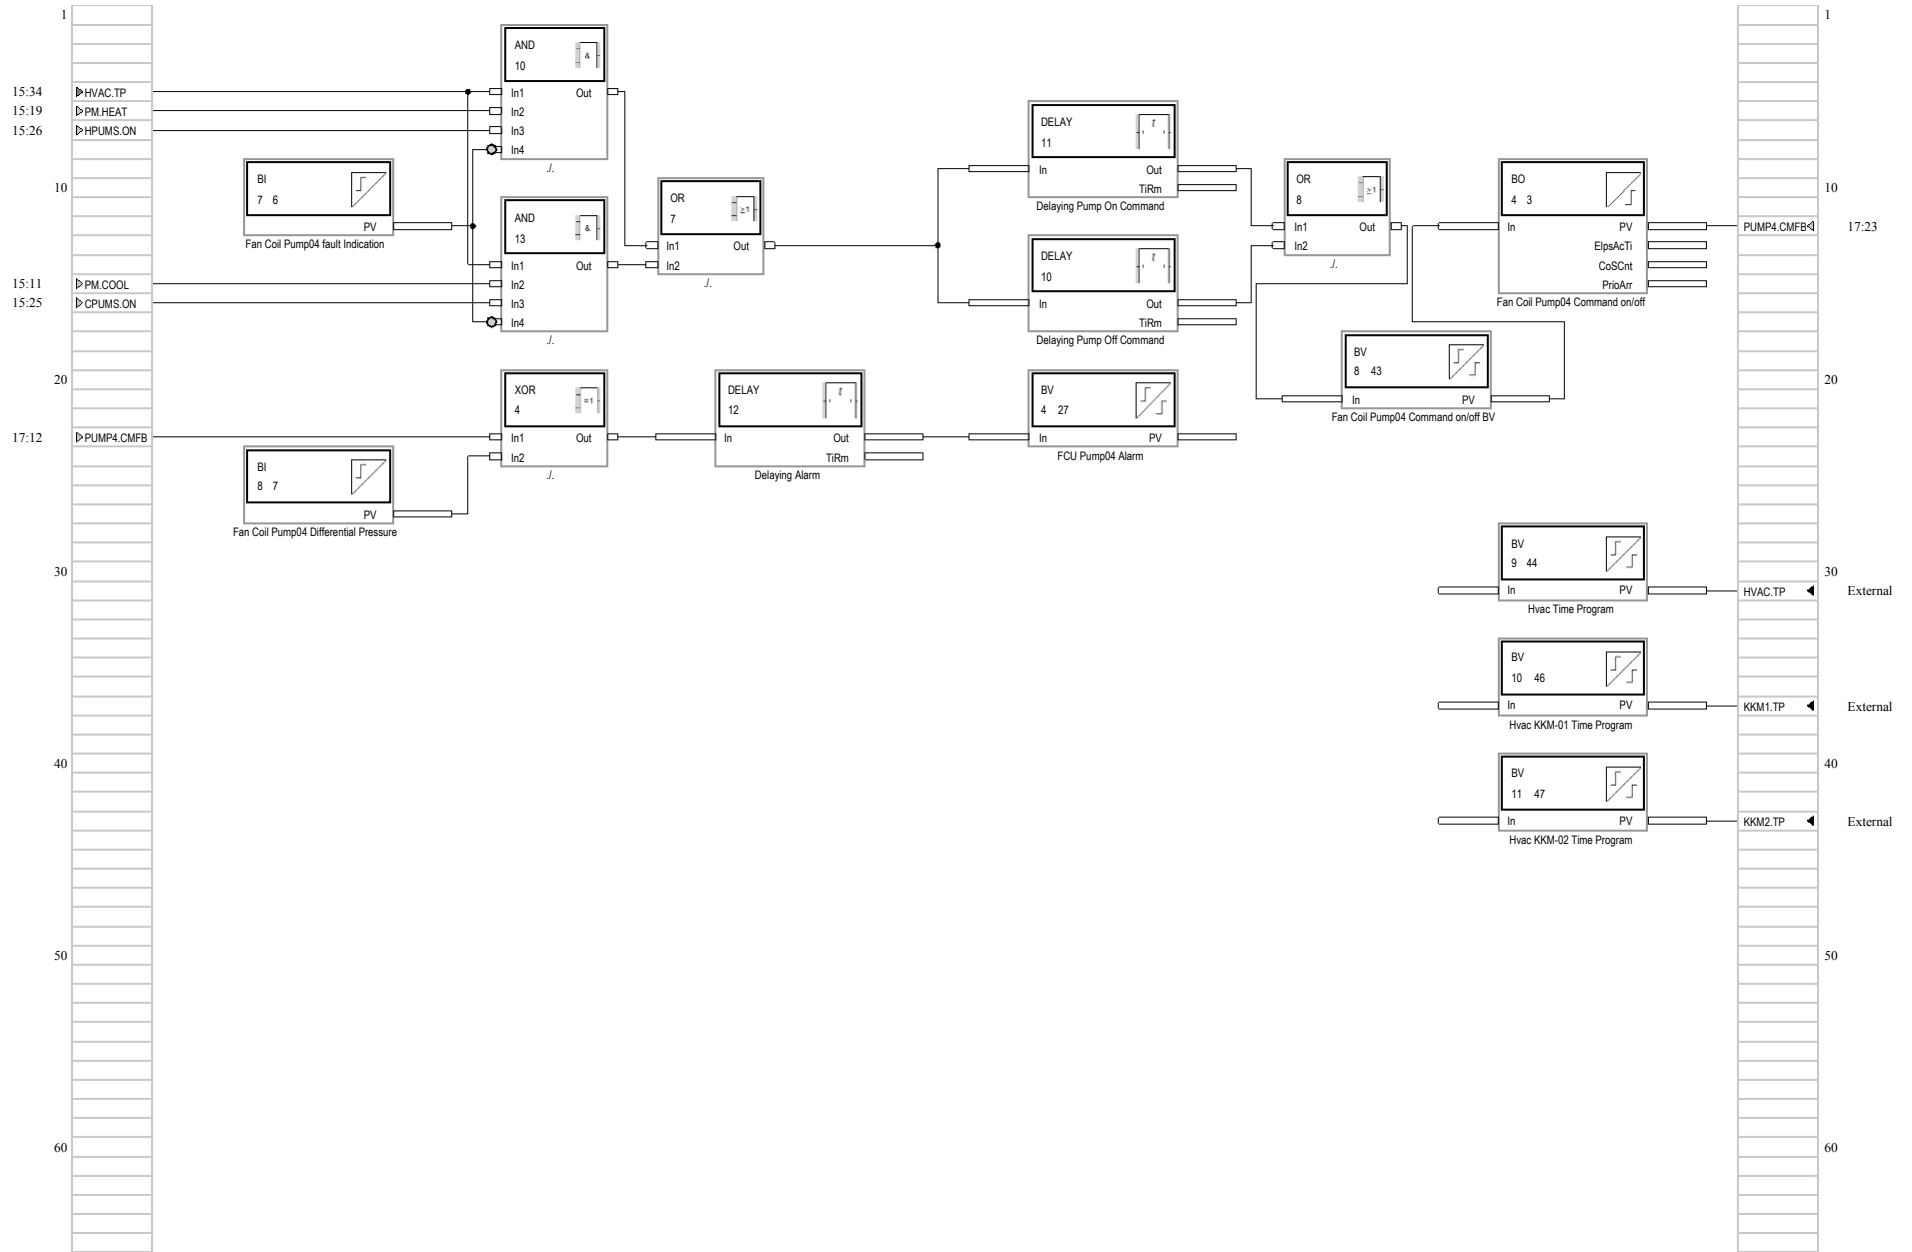 1
1
AND
10
&
15:34
HVAC.TP
In1
Out
15:19
PM.HEAT
In2
15:26
HPUMS.ON
In3
In4
./.
DELAY
11
t
In
Out
TiRm
Delaying Pump On Command
BI
7 6
PV
Fan Coil Pump04 fault Indication
10
10
AND
13
&
In1
Out
In2
In3
In4
./.
15:11
PM.COOL
15:25
CPUMS.ON
OR
7
≥1
In1
Out
In2
./.
DELAY
10
t
In
Out
TiRm
Delaying Pump Off Command
OR
8
≥1
In1
Out
In2
./.
BO
4 3
In
PV
ElpsAcTi
CoSCnt
PrioArr
Fan Coil Pump04 Command on/off
PUMP4.CMFB
17:23
BV
8 43
In
PV
Fan Coil Pump04 Command on/off BV
20
20
XOR
4
=1
17:12
PUMP4.CMFB
In1
Out
In2
./.
DELAY
12
t
In
Out
TiRm
Delaying Alarm
BV
4 27
In
PV
FCU Pump04 Alarm
BI
8 7
PV
Fan Coil Pump04 Differential Pressure
30
30
BV
9 44
In
PV
Hvac Time Program
HVAC.TP
External
BV
10 46
In
PV
Hvac KKM-01 Time Program
KKM1.TP
External
40
40
BV
11 47
In
PV
Hvac KKM-02 Time Program
KKM2.TP
External
50
50
60
60